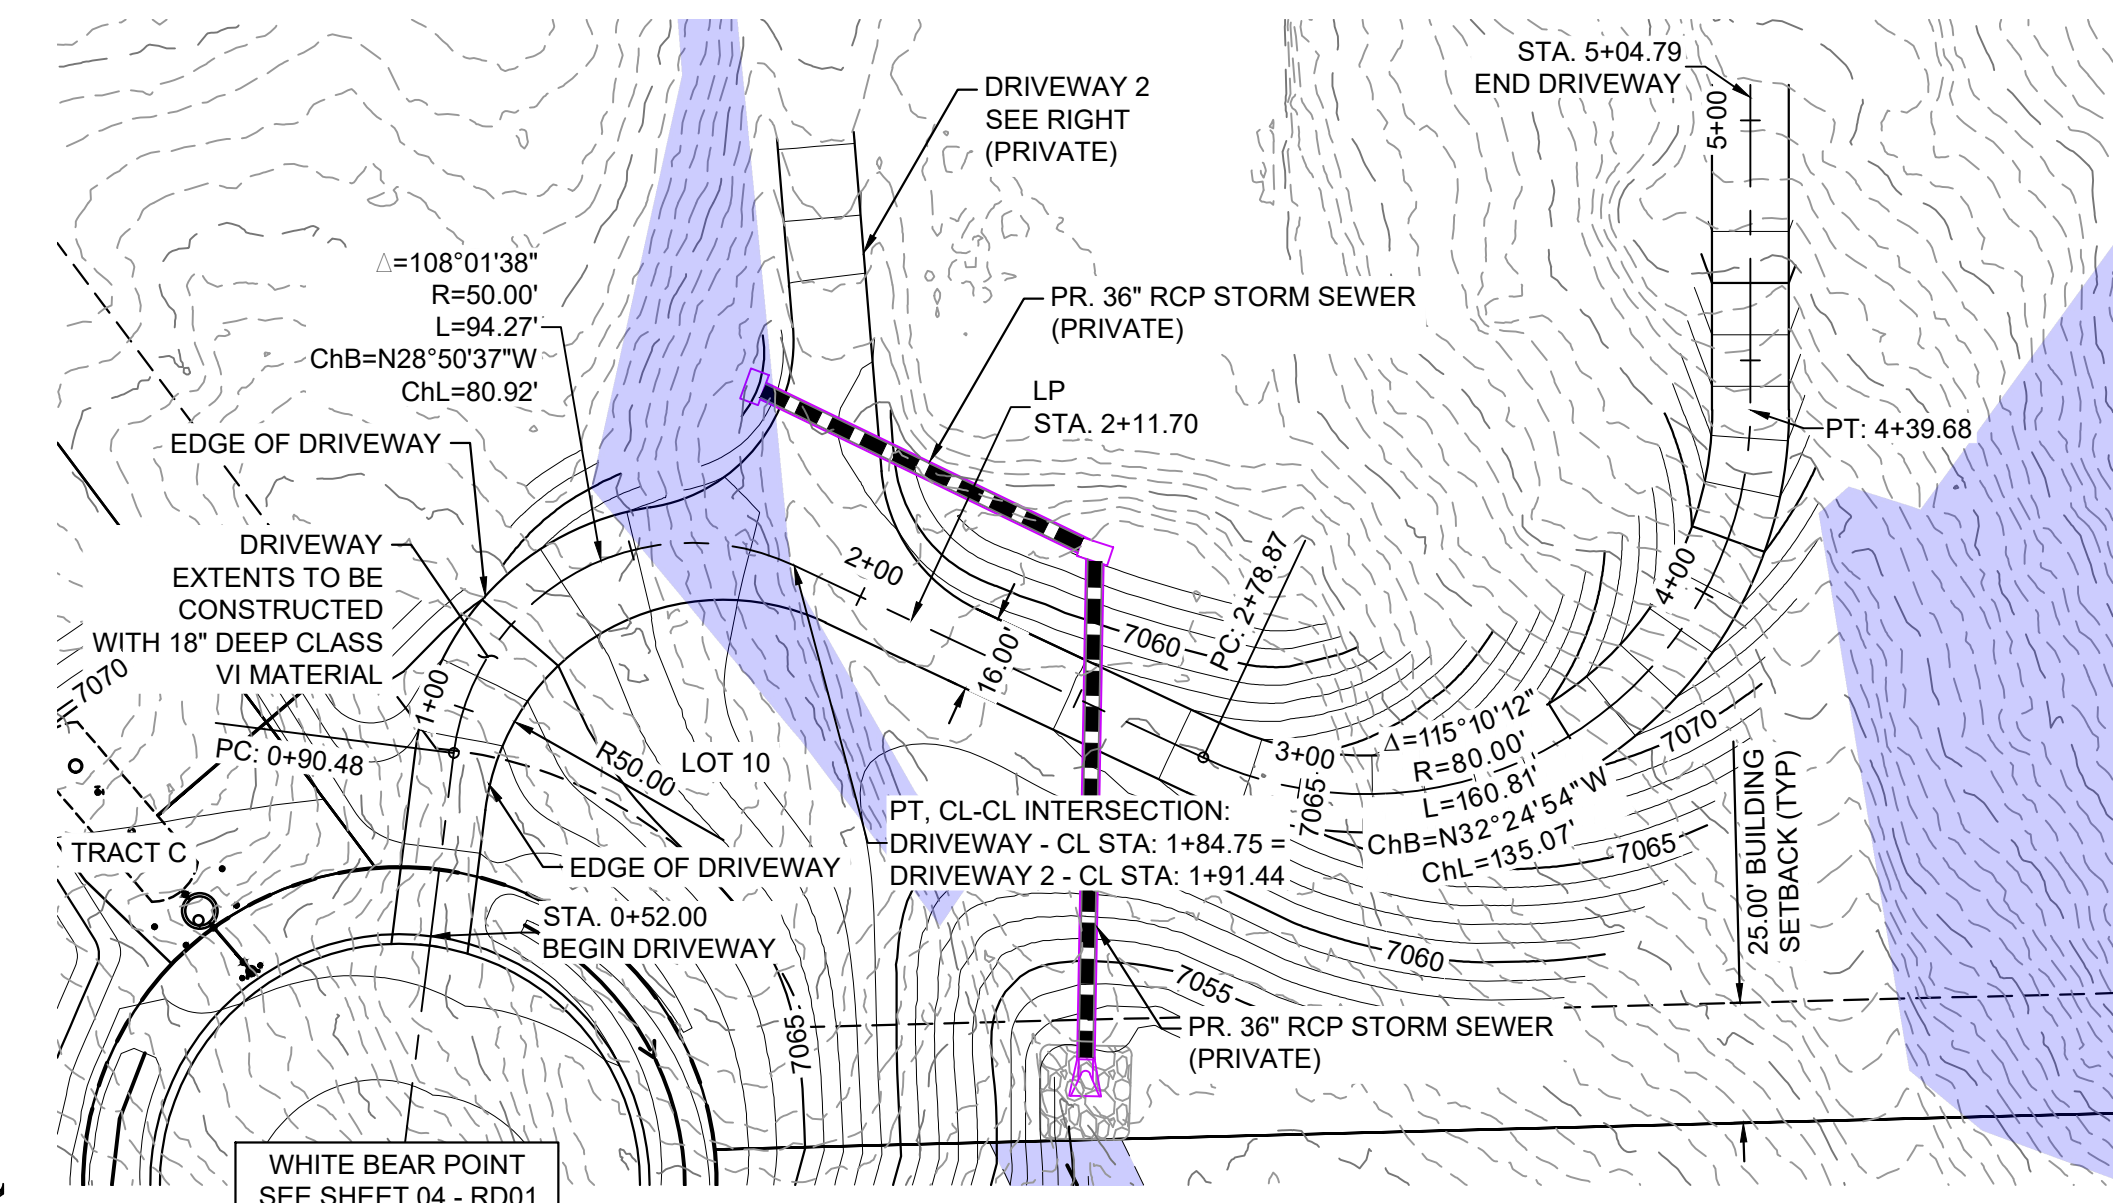 STA. 5+04.79
END DRIVEWAY
5+00
DRIVEWAY 2
SEE RIGHT
(PRIVATE)
Δ=108°01'38"
R=50.00'
L=94.27'
ChB=N28°50'37"W
ChL=80.92'
PR. 36" RCP STORM SEWER
(PRIVATE)
LP
STA. 2+11.70
EDGE OF DRIVEWAY
PT: 4+39.68
DRIVEWAY
EXTENTS TO BE
CONSTRUCTED
WITH 18" DEEP CLASS
VI MATERIAL
2+00
4+00
7060
PC: 2+78.87
16.00'
7070
1+00
PC: 0+90.48
R50.00
LOT 10
3+00
7065
Δ=115°10'12"
R=80.00'
L=160.81'
ChB=N32°24'54"W
ChL=135.07'
7070
7065
25.00' BUILDING
SETBACK (TYP)
PT, CL-CL INTERSECTION:
DRIVEWAY - CL STA: 1+84.75 =
DRIVEWAY 2 - CL STA: 1+91.44
TRACT C
EDGE OF DRIVEWAY
STA. 0+52.00
BEGIN DRIVEWAY
7060
7055
7065
PR. 36" RCP STORM SEWER
(PRIVATE)
WHITE BEAR POINT
SEE SHEET 04 - RD01